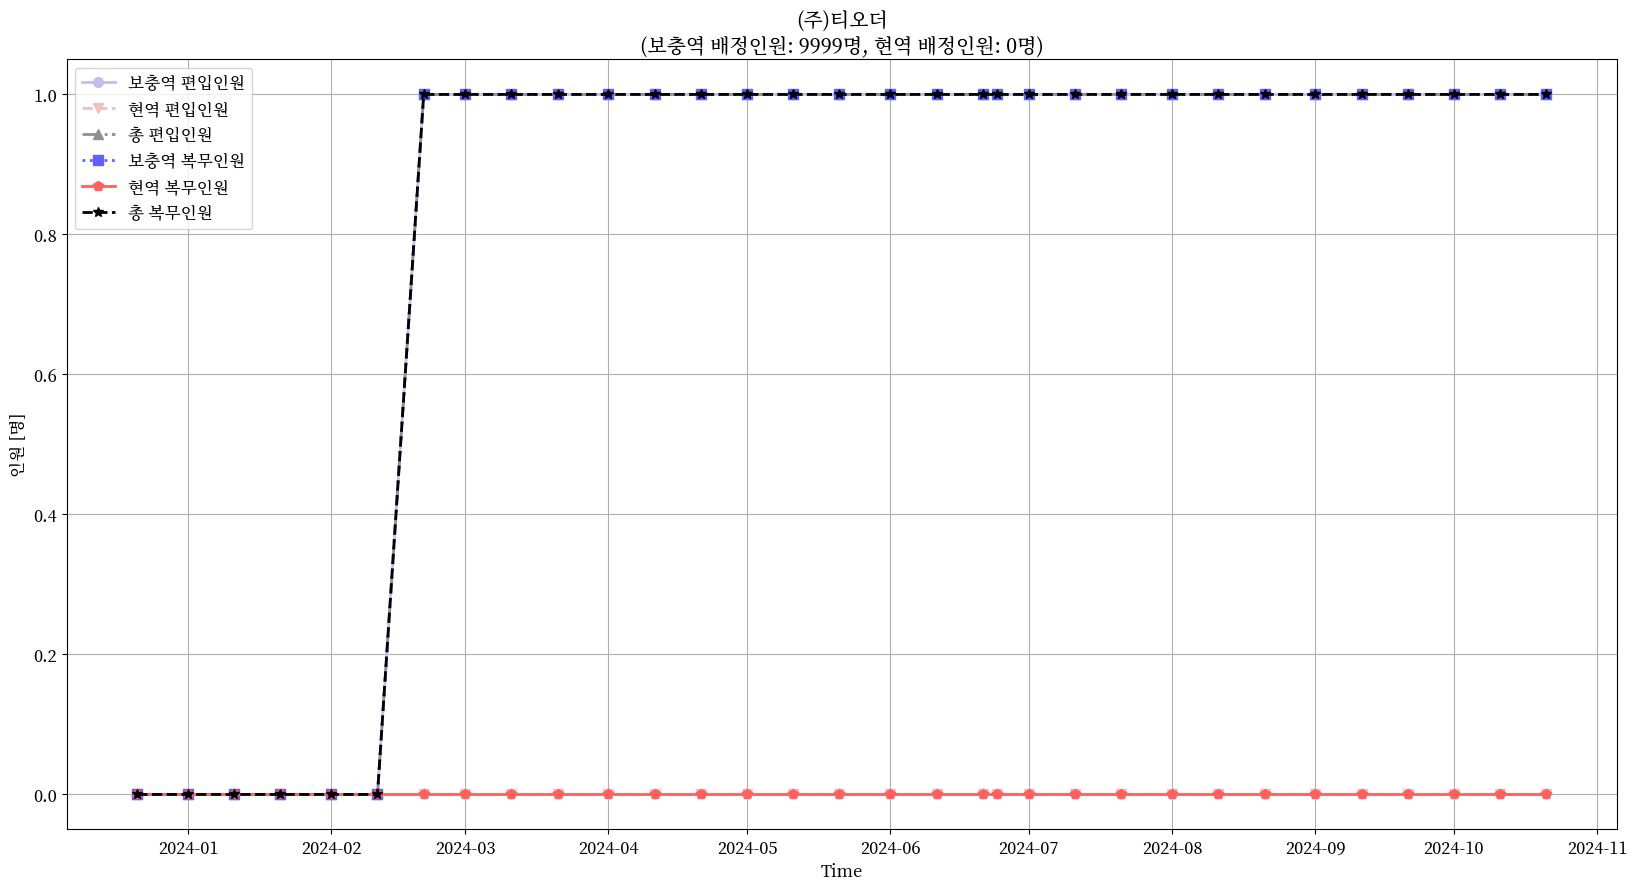 (주)티오더
(보충역 배정인원: 9999명, 현역 배정인원: 0명)
보충역 편입인원
현역 편입인원
총 편입인원
보충역 복무인원
현역 복무인원
총 복무인원
인원 [명]
1.0
0.8
0.6
0.4
0.2
0.0
2024-01
2024-02
2024-03
2024-04
2024-05
2024-06
2024-07
2024-08
2024-09
2024-10
2024-11
Time